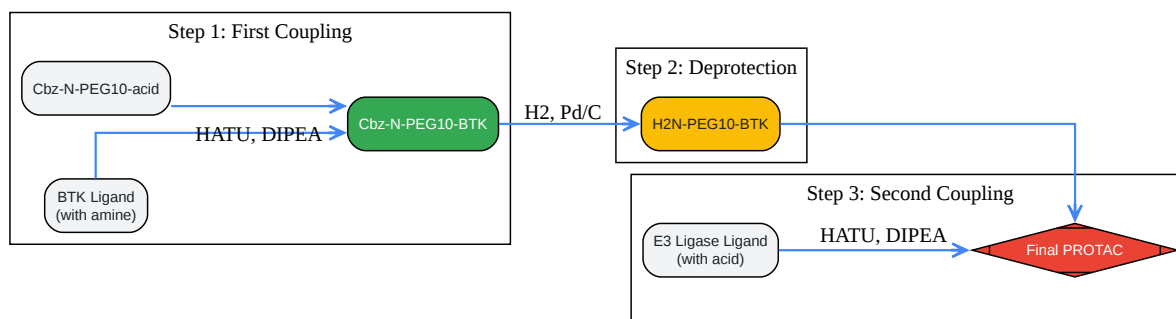 Step 1: First Coupling
Cbz-N-PEG10-acid
HATU, DIPEA
BTK Ligand
(with amine)
Cbz-N-PEG10-BTK
H2, Pd/C
Step 2: Deprotection
H2N-PEG10-BTK
Step 3: Second Coupling
E3 Ligase Ligand
(with acid)
HATU, DIPEA
Final PROTAC